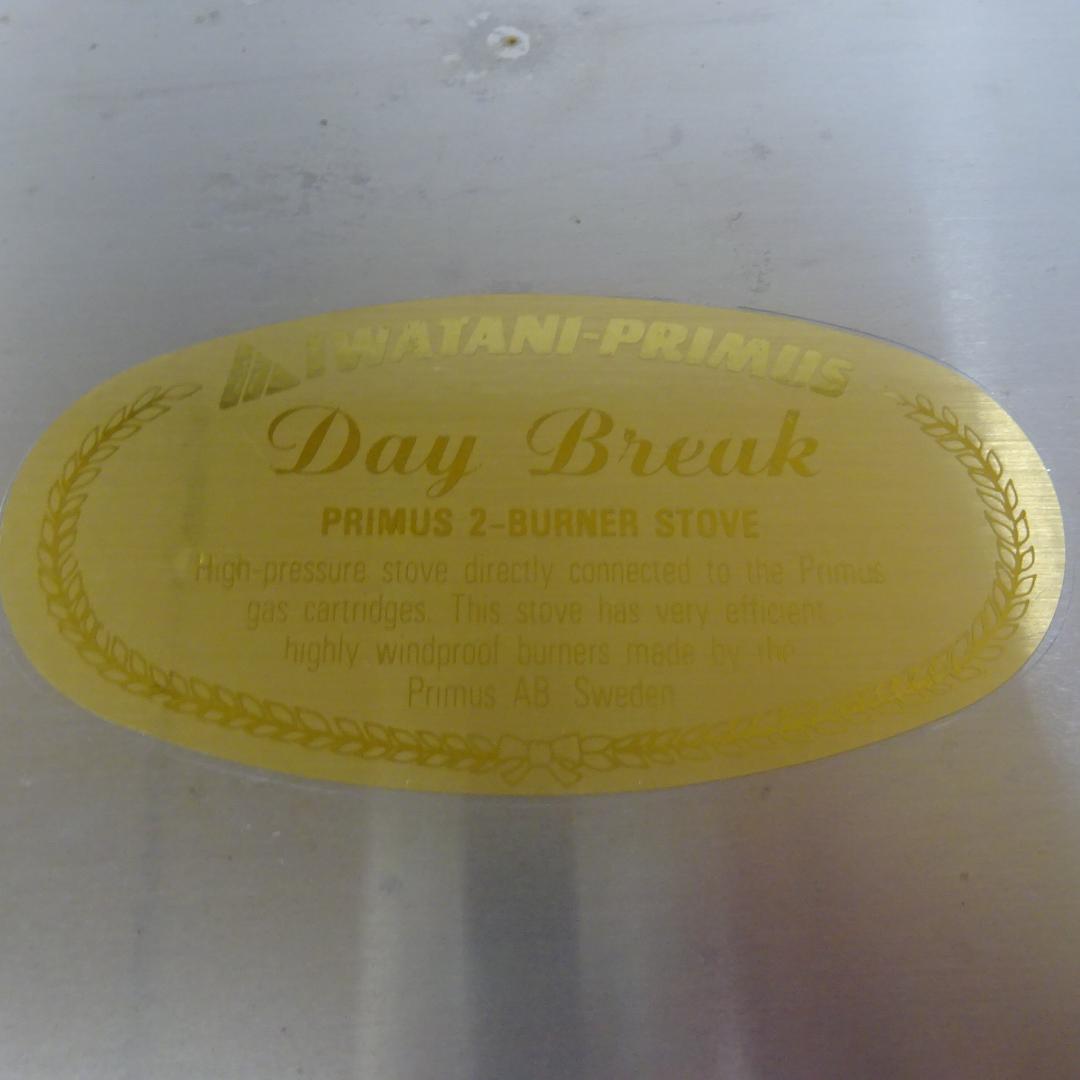 IWATANI-PRIMUS
Day Break
PRIMUS 2-BURNER STOVE
High-pressure stove directly connected to the Primus
gas cartridges. This stove has very efficient
highly windproof burners made by the
Primus AB Sweden